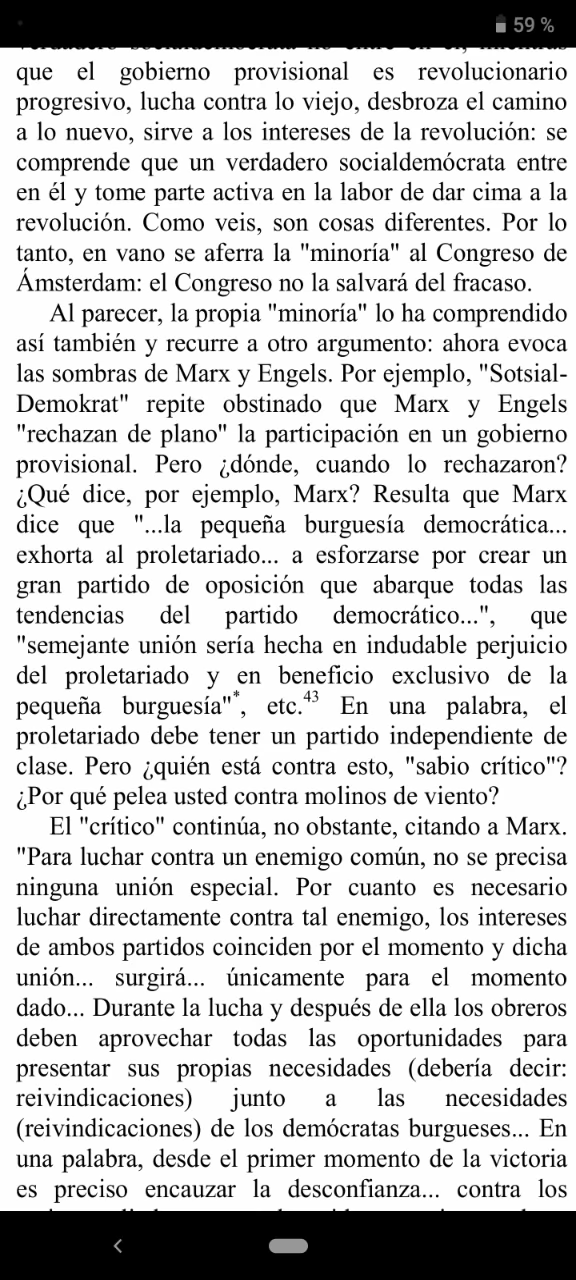 59 %
que el gobierno provisional es revolucionario
progresivo, lucha contra lo viejo, desbroza el camino
a lo nuevo, sirve a los intereses de la revolución: se
comprende que un verdadero socialdemócrata entre
en él y tome parte activa en la labor de dar cima a la
revolución. Como veis, son cosas diferentes. Por lo
tanto, en vano se aferra la "minoría" al Congreso de
Ámsterdam: el Congreso no la salvará del fracaso.
Al parecer, la propia "minoría" lo ha comprendido
así también y recurre a otro argumento: ahora evoca
las sombras de Marx y Engels. Por ejemplo, "Sotsial-
Demokrat" repite obstinado que Marx y Engels
"rechazan de plano" la participación en un gobierno
provisional. Pero ¿dónde, cuando lo rechazaron?
¿Qué dice, por ejemplo, Marx? Resulta que Marx
dice que "...la pequeña burguesía democrática...
exhorta al proletariado... a esforzarse por crear un
gran partido de oposición que abarque todas las
tendencias del partido democrático...", que
"semejante unión sería hecha en indudable perjuicio
del proletariado y en beneficio exclusivo de la
pequeña burguesía"*, etc.43 En una palabra, el
proletariado debe tener un partido independiente de
clase. Pero ¿quién está contra esto, "sabio crítico"?
¿Por qué pelea usted contra molinos de viento?
El "crítico" continúa, no obstante, citando a Marx.
"Para luchar contra un enemigo común, no se precisa
ninguna unión especial. Por cuanto es necesario
luchar directamente contra tal enemigo, los intereses
de ambos partidos coinciden por el momento y dicha
unión... surgirá... únicamente para el momento
dado... Durante la lucha y después de ella los obreros
deben aprovechar todas las oportunidades para
presentar sus propias necesidades (debería decir:
reivindicaciones) junto a las necesidades
(reivindicaciones) de los demócratas burgueses... En
una palabra, desde el primer momento de la victoria
es preciso encauzar la desconfianza... contra los